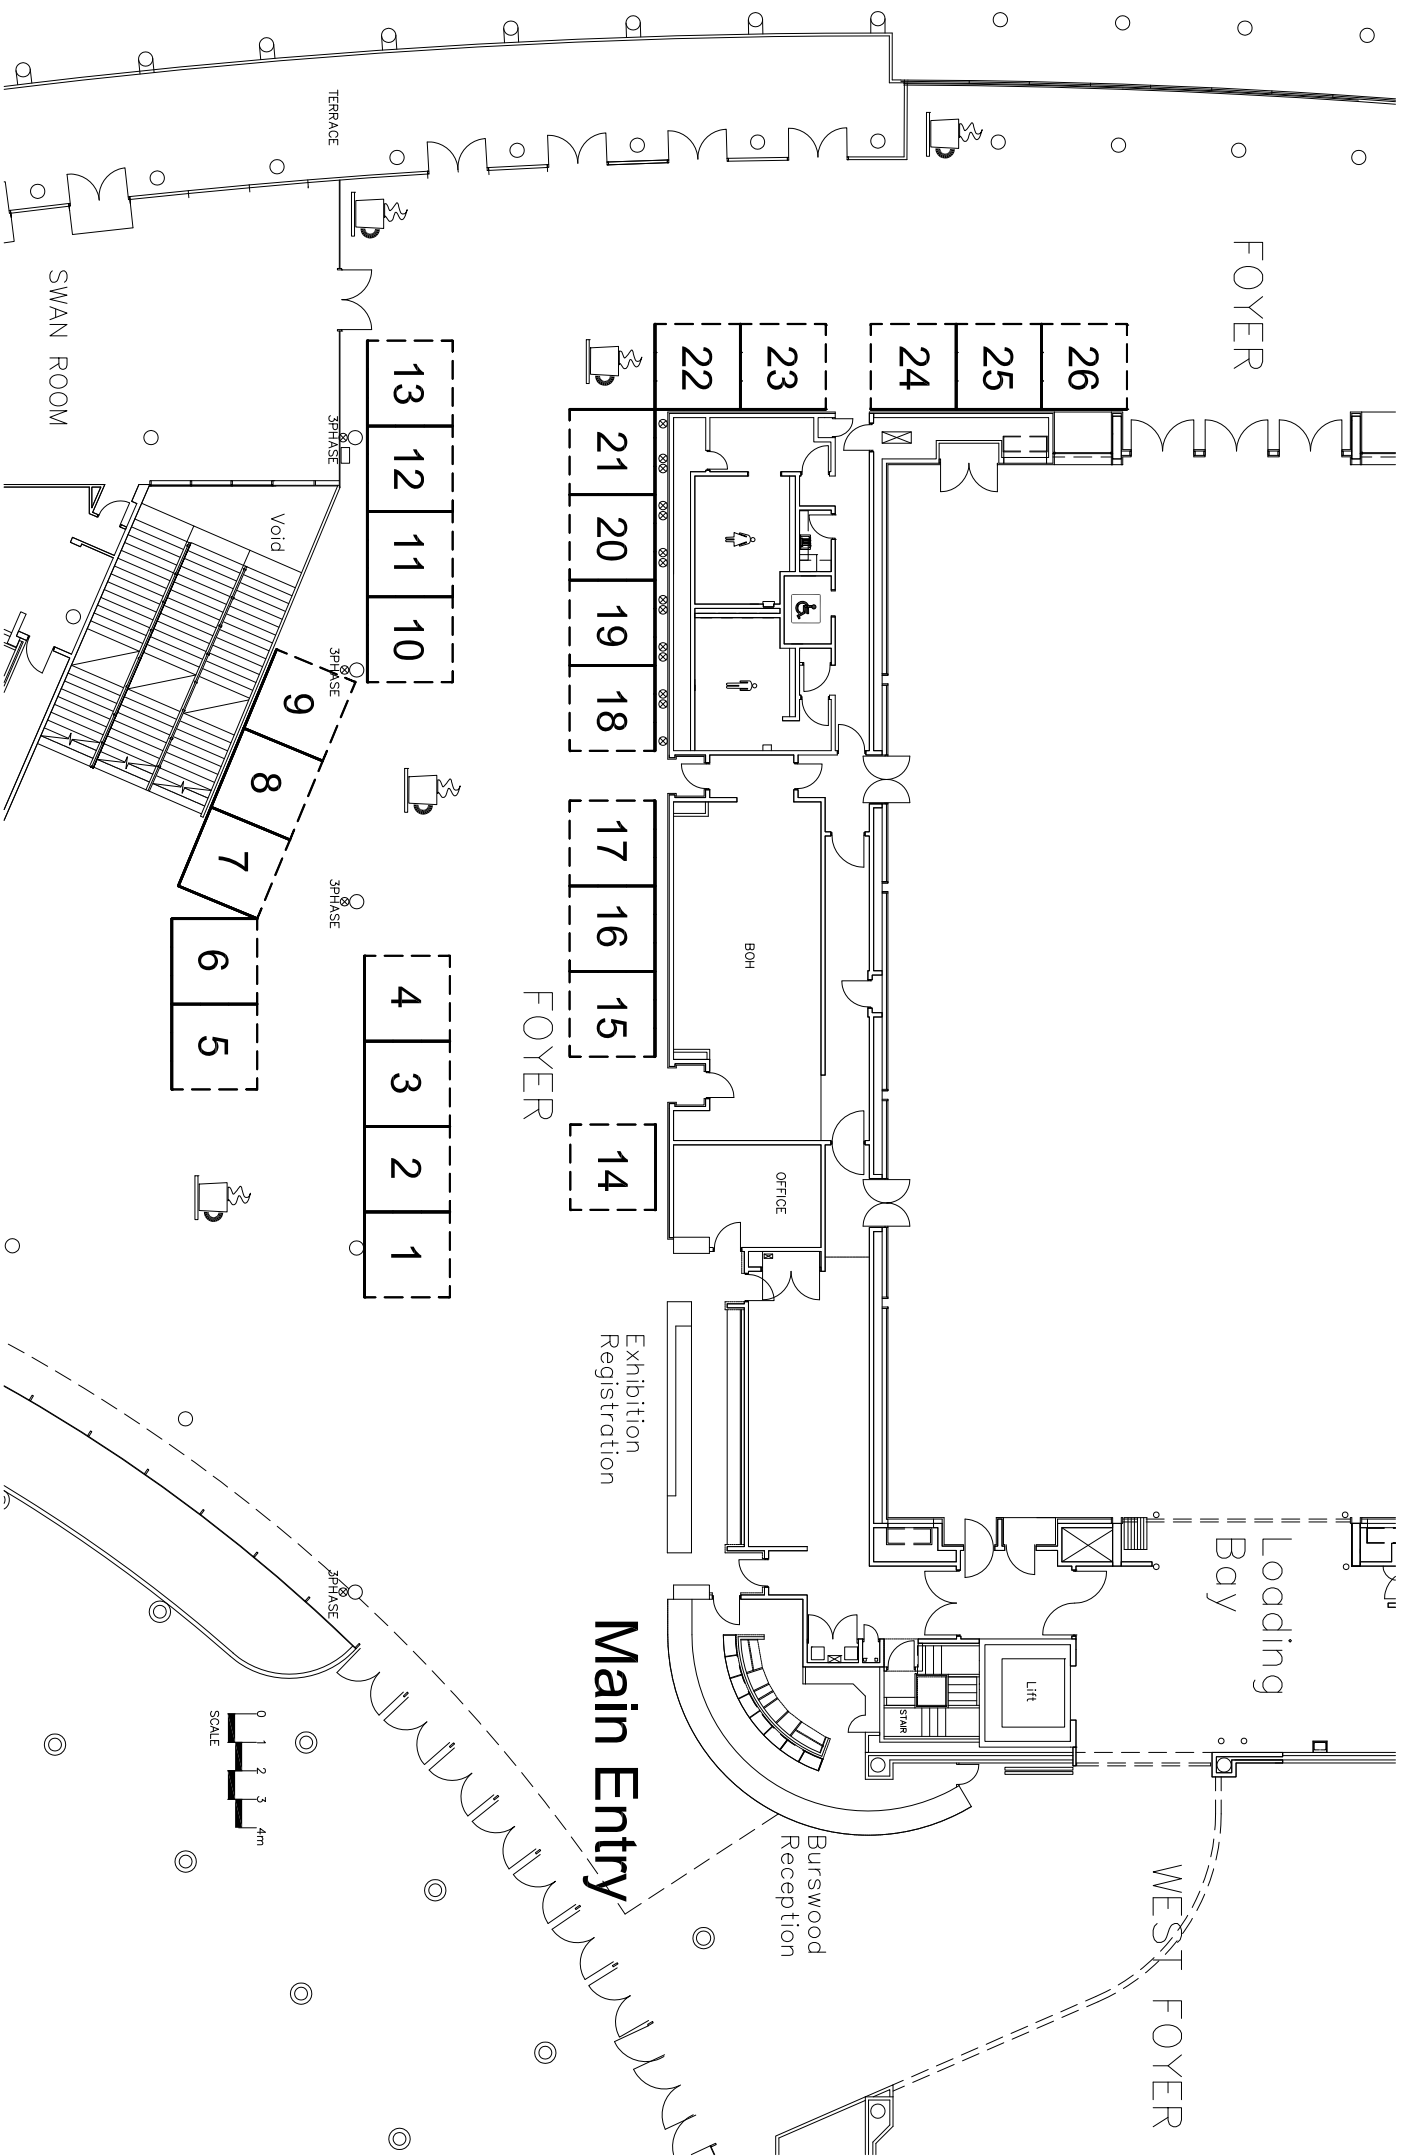 TERRACE
FOYER
SWAN ROOM
13
12
11
10
22
23
24
25
26
21
20
19
18
3PHASE
Void
3PHASE
9
8
7
3PHASE
6
5
17
16
15
14
BOH
OFFICE
4
3
2
1
FOYER
Exhibition
Registration
Loading
Bay
Lift
STAIR
3PHASE
Main Entry
Burswood
Reception
WEST FOYER
0
1
2
3
4m
SCALE